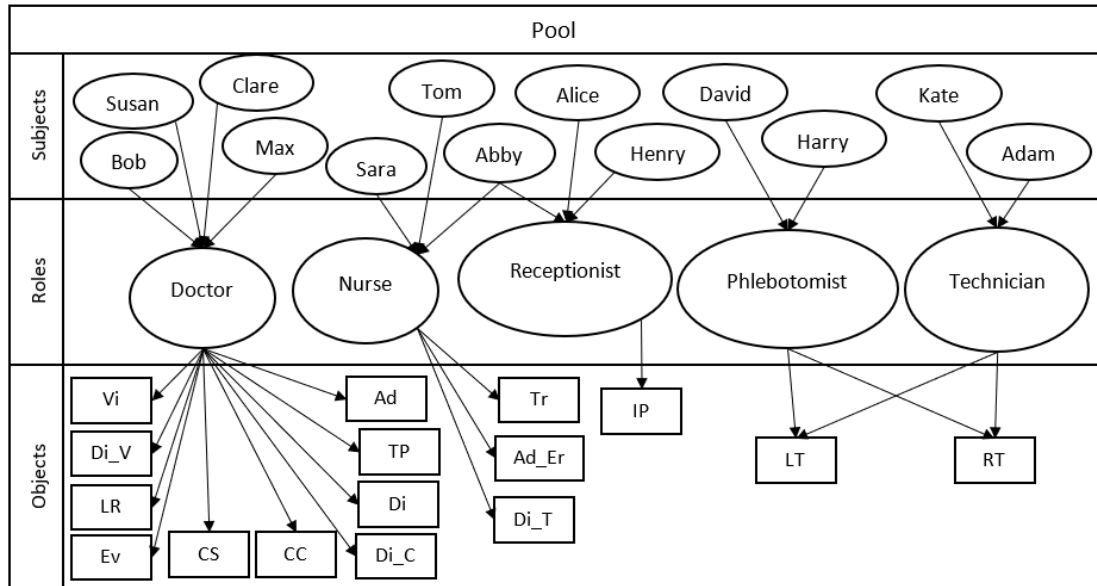 Pool
Subjects
Susan
Clare
Bob
Max
Tom
Sara
Abby
Alice
Henry
David
Harry
Kate
Adam
Roles
Doctor
Nurse
Receptionist
Phlebotomist
Technician
Objects
Vi
Di_V
LR
Ev
CS
CC
Ad
TP
Di
Di_C
Tr
Ad_Er
Di_T
IP
LT
RT